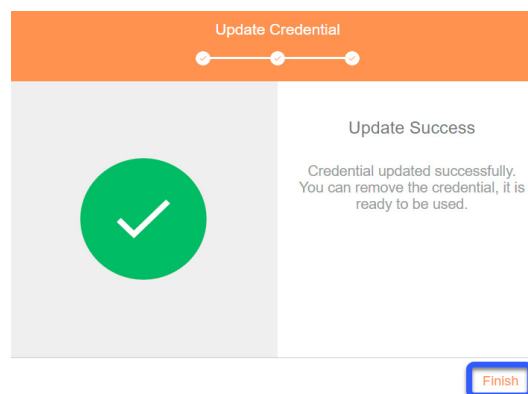 Update Credential
Update Success
Credential updated successfully.
You can remove the credential, it is
ready to be used.
Finish